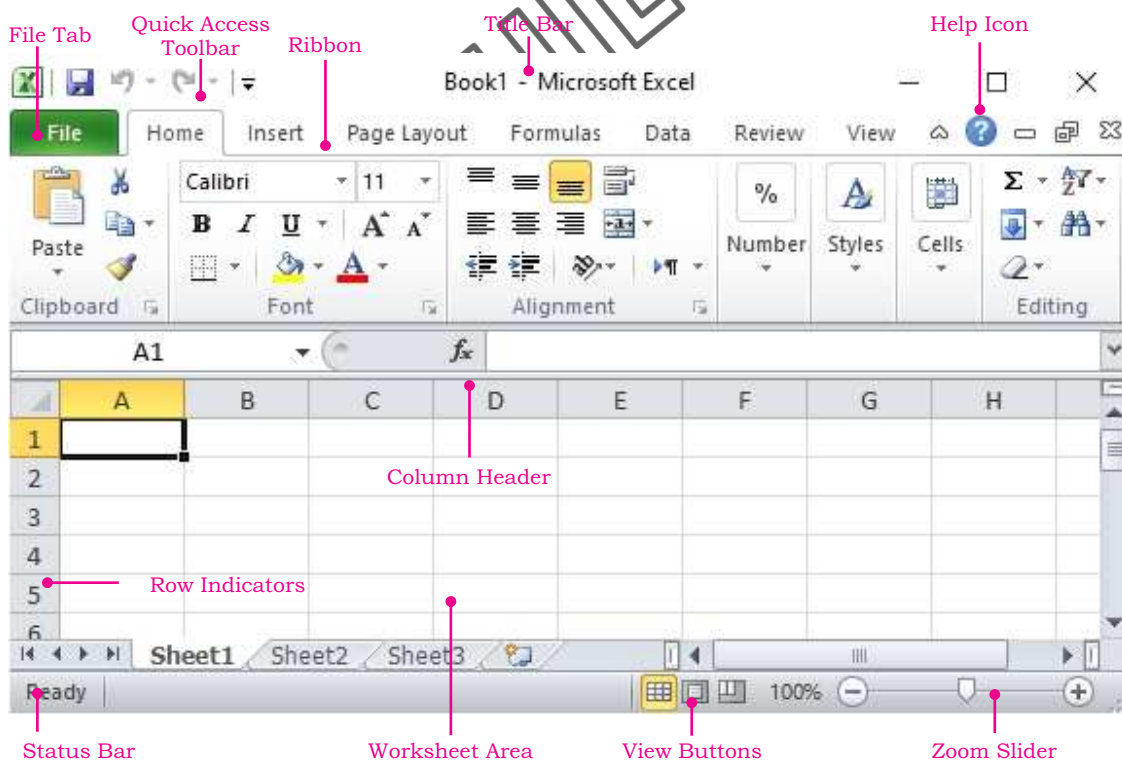 File Tab
Quick Access
Toolbar
Ribbon
Title Bar
Help Icon
Book1 - Microsoft Excel
File Home Insert Page Layout Formulas Data Review View
Calibri 11
B I U A A
% A Σ A Z
Paste
Number Styles Cells
A
Clipboard Font Alignment Editing
A1 fx
A B C D E F G H
1
2
Column Header
3
4
5
Row Indicators
6
Sheet1 Sheet2 Sheet3
Ready 100%
Status Bar Worksheet Area View Buttons Zoom Slider